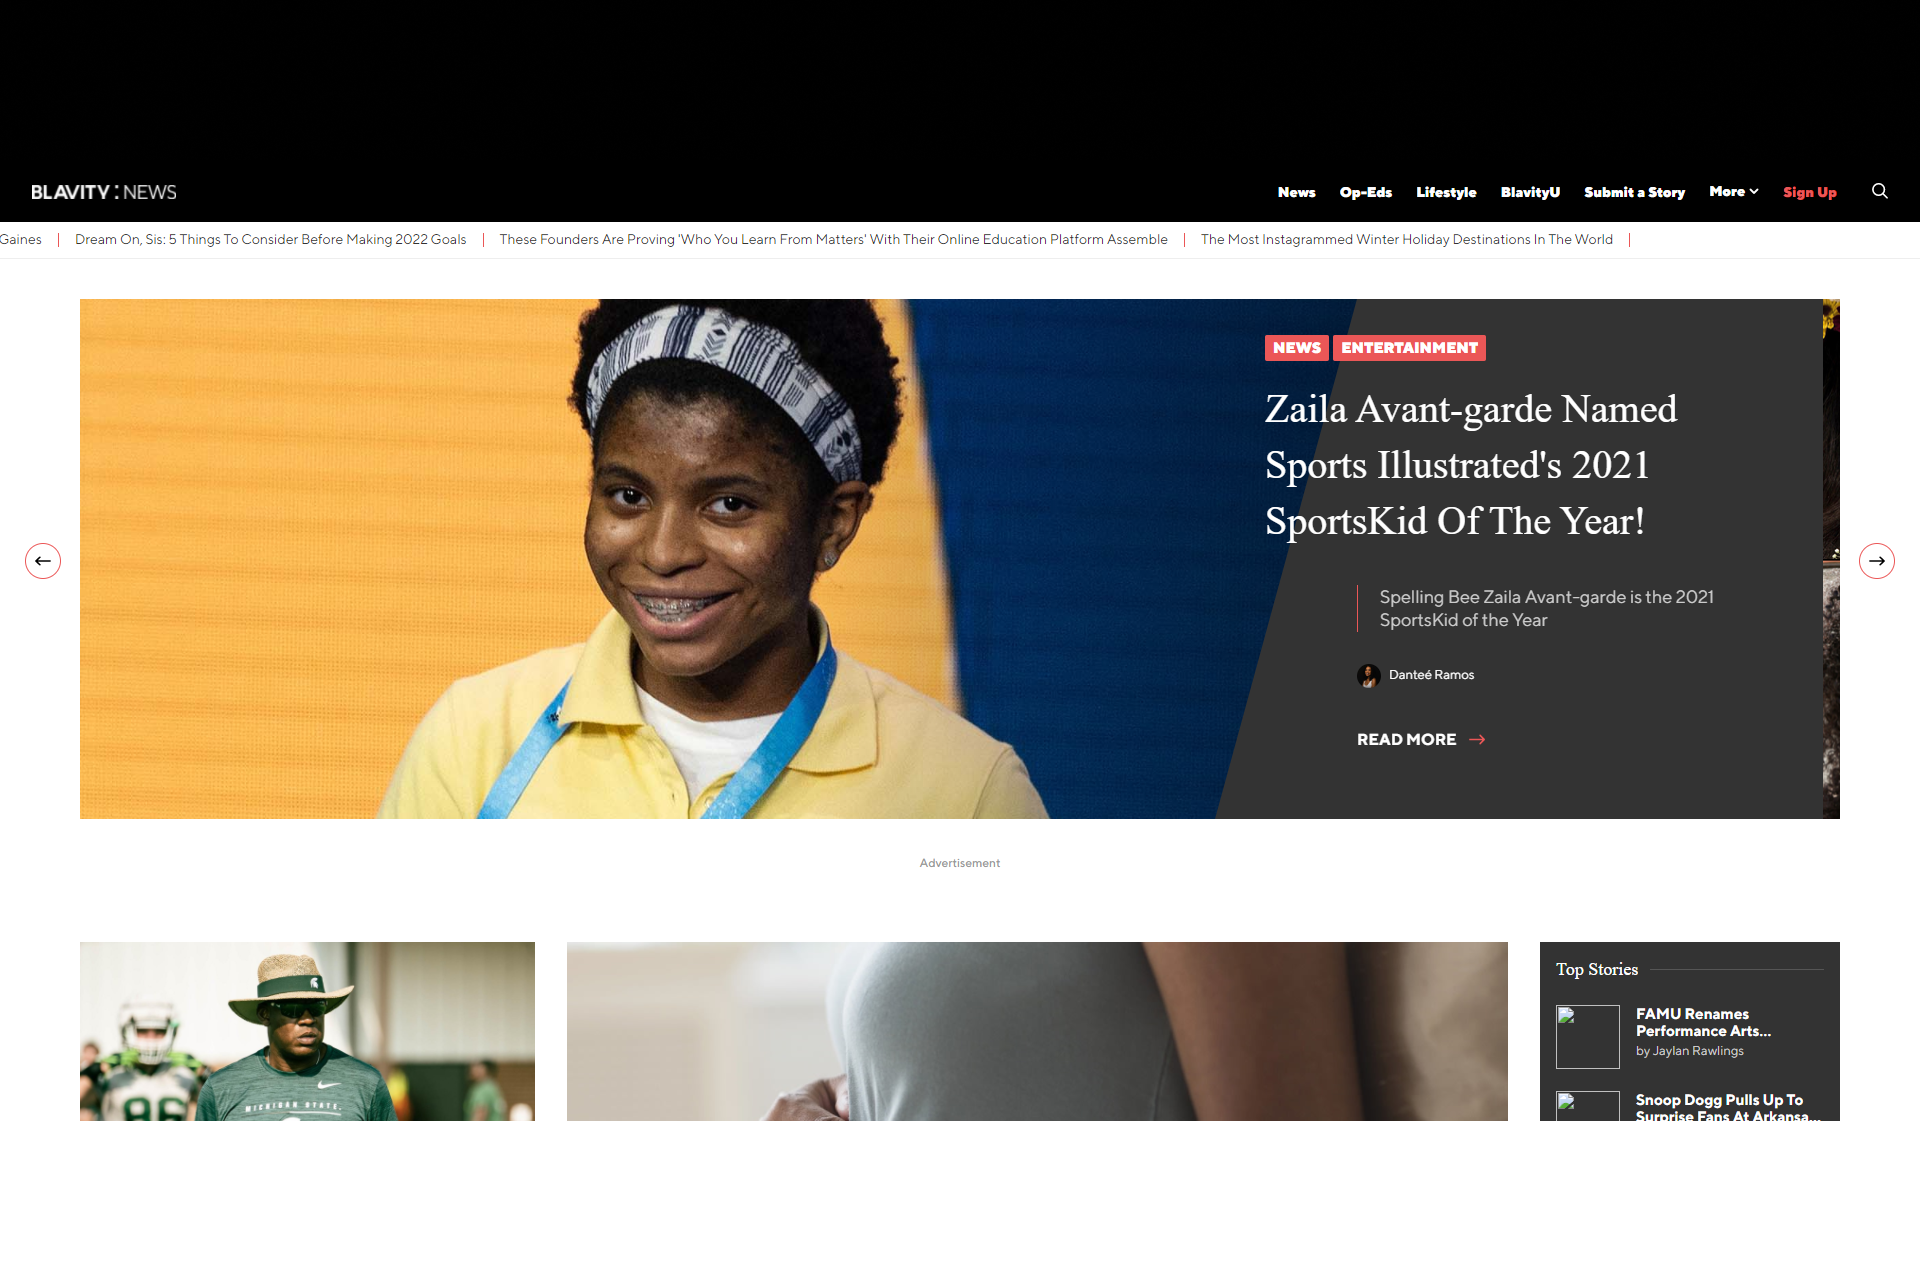 BLAVITY : NEWS
News Op-Eds Lifestyle BlavityU Submit a Story More Sign Up
Gaines | Dream On, Sis: 5 Things To Consider Before Making 2022 Goals | These Founders Are Proving 'Who You Learn From Matters' With Their Online Education Platform Assemble | The Most Instagrammed Winter Holiday Destinations In The World |
NEWS ENTERTAINMENT
Zaila Avant-garde Named
Sports Illustrated's 2021
SportsKid Of The Year!
Spelling Bee Zaila Avant-garde is the 2021
SportsKid of the Year
Danteé Ramos
READ MORE
Advertisement
86
MICHIGAN STATE.
Top Stories
FAMU Renames
Performance Arts...
by Jaylan Rawlings
Snoop Dogg Pulls Up To
Surprise Fans At Arkansa...